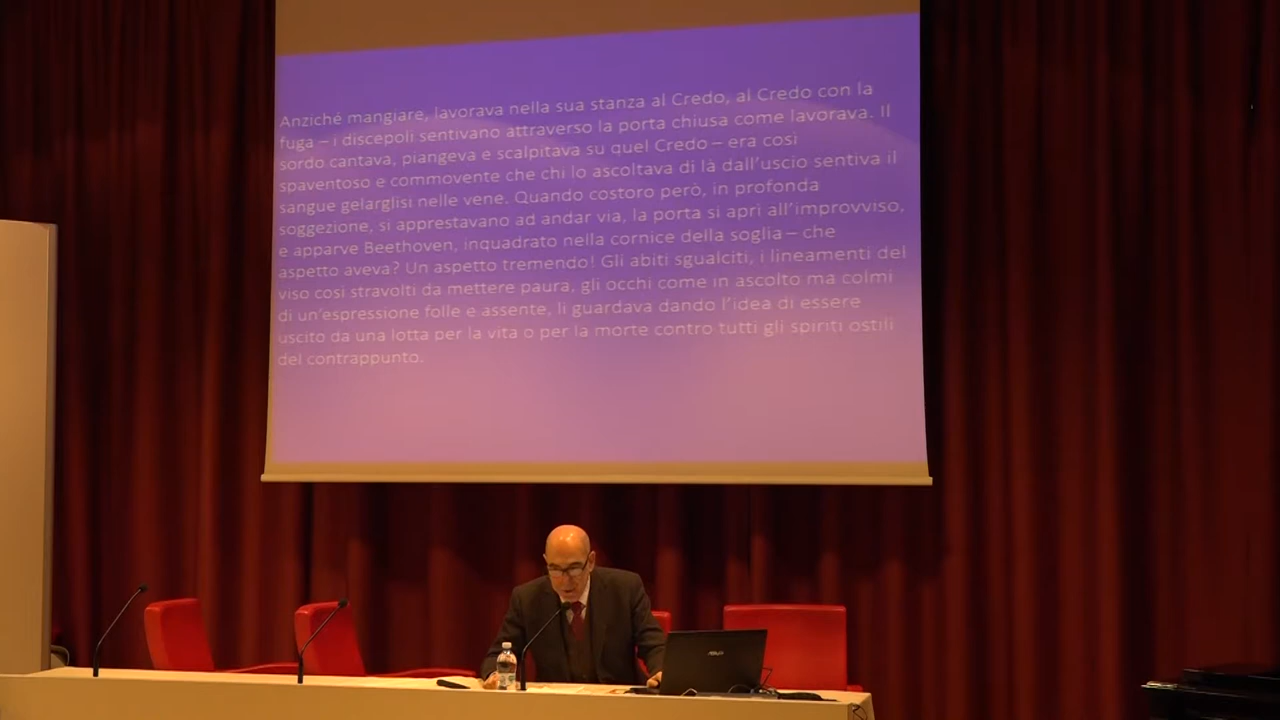 Anziché mangiare, lavorava nella sua stanza al Credo, al Credo con la
fuga – i discepoli sentivano attraverso la porta chiusa come lavorava. Il
sordo cantava, piangeva e scalpitava su quel Credo – era così
spaventoso e commovente che chi lo ascoltava di là dall'uscio sentiva il
sangue gelarglisi nelle vene. Quando costoro però, in profonda
soggezione, si apprestavano ad andar via, la porta si aprì all'improvviso,
e apparve Beethoven, inquadrato nella cornice della soglia – che
aspetto aveva? Un aspetto tremendo! Gli abiti sgualciti, i lineamenti del
viso così stravolti da mettere paura, gli occhi come in ascolto ma colmi
di un'espressione folle e assente, li guardava dando l'idea di essere
uscito da una lotta per la vita o per la morte contro tutti gli spiriti ostili
del contrappunto.
ASUS